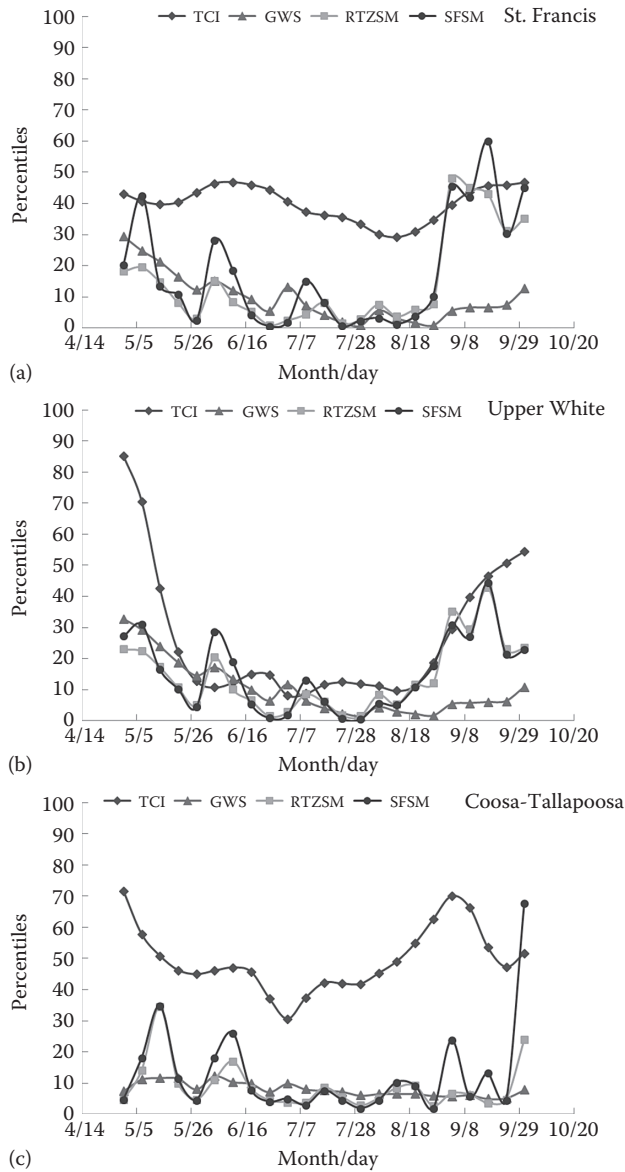 TCI GWS RTZSM SFSM St. Francis
100
90
80
70
60
50
40
30
20
10
0
Percentiles
4/14 5/5 5/26 6/16 7/7 7/28 8/18 9/8 9/29 10/20
(a) Month/day
100
90
80
70
60
50
40
30
20
10
0
Percentiles
TCI GWS RTZSM SFSM Upper White
4/14 5/5 5/26 6/16 7/7 7/28 8/18 9/8 9/29 10/20
(b) Month/day
100
90
80
70
60
50
40
30
20
10
0
Percentiles
TCI GWS RTZSM SFSM Coosa-Tallapoosa
4/14 5/5 5/26 6/16 7/7 7/28 8/18 9/8 9/29 10/20
(c) Month/day